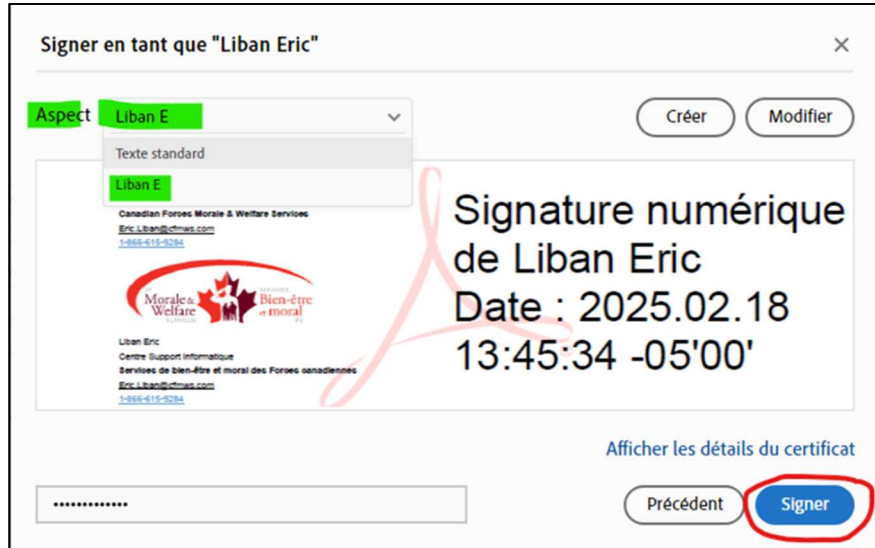 Signer en tant que "Liban Eric"
Aspect
Liban E
Créer
Modifier
Texte standard
Liban E
Canadian Forces Morale & Welfare Services
Eric.Liban@cfmws.com
1-866-615-9284
Morale & Welfare
SERVICES
SERVICES
Bien-être et moral
Liban Eric
Centre Support Informatique
Services de bien-être et moral des Forces canadiennes
Eric.Liban@cfmws.com
1-866-615-9284
Signature numérique
de Liban Eric
Date : 2025.02.18
13:45:34 -05'00'
Afficher les détails du certificat
•••••••••••••
Précédent
Signer